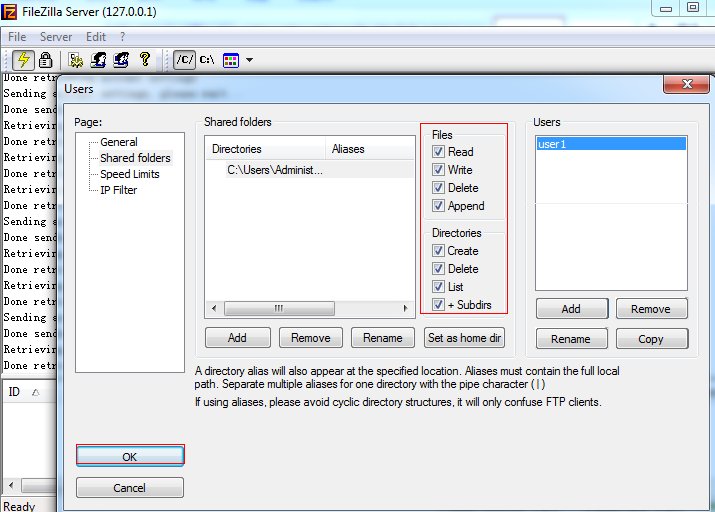 FileZilla Server (127.0.0.1)
File Server Edit ?
/C/ C:\
Done retr
Sending a settings, please wait...
Done retr
Retrievin
Done retr
Retrievin
Done retr
Retrievin
Done retr
Sending a
Done send
Retrievin
Done retr
Retrievin
Done retr
Sending a
Done send
Retrievin
Done retr
ID
Ready
Users
Page:
General
Shared folders
Speed Limits
IP Filter
OK
Cancel
Shared folders
Directories Aliases
C:\Users\Administ...
Files
Read
Write
Delete
Append
Directories
Create
Delete
List
+ Subdirs
Add Remove Rename Set as home dir
Users
user1
Add Remove
Rename Copy
A directory alias will also appear at the specified location. Aliases must contain the full local
path. Separate multiple aliases for one directory with the pipe character ( | )
If using aliases, please avoid cyclic directory structures, it will only confuse FTP clients.